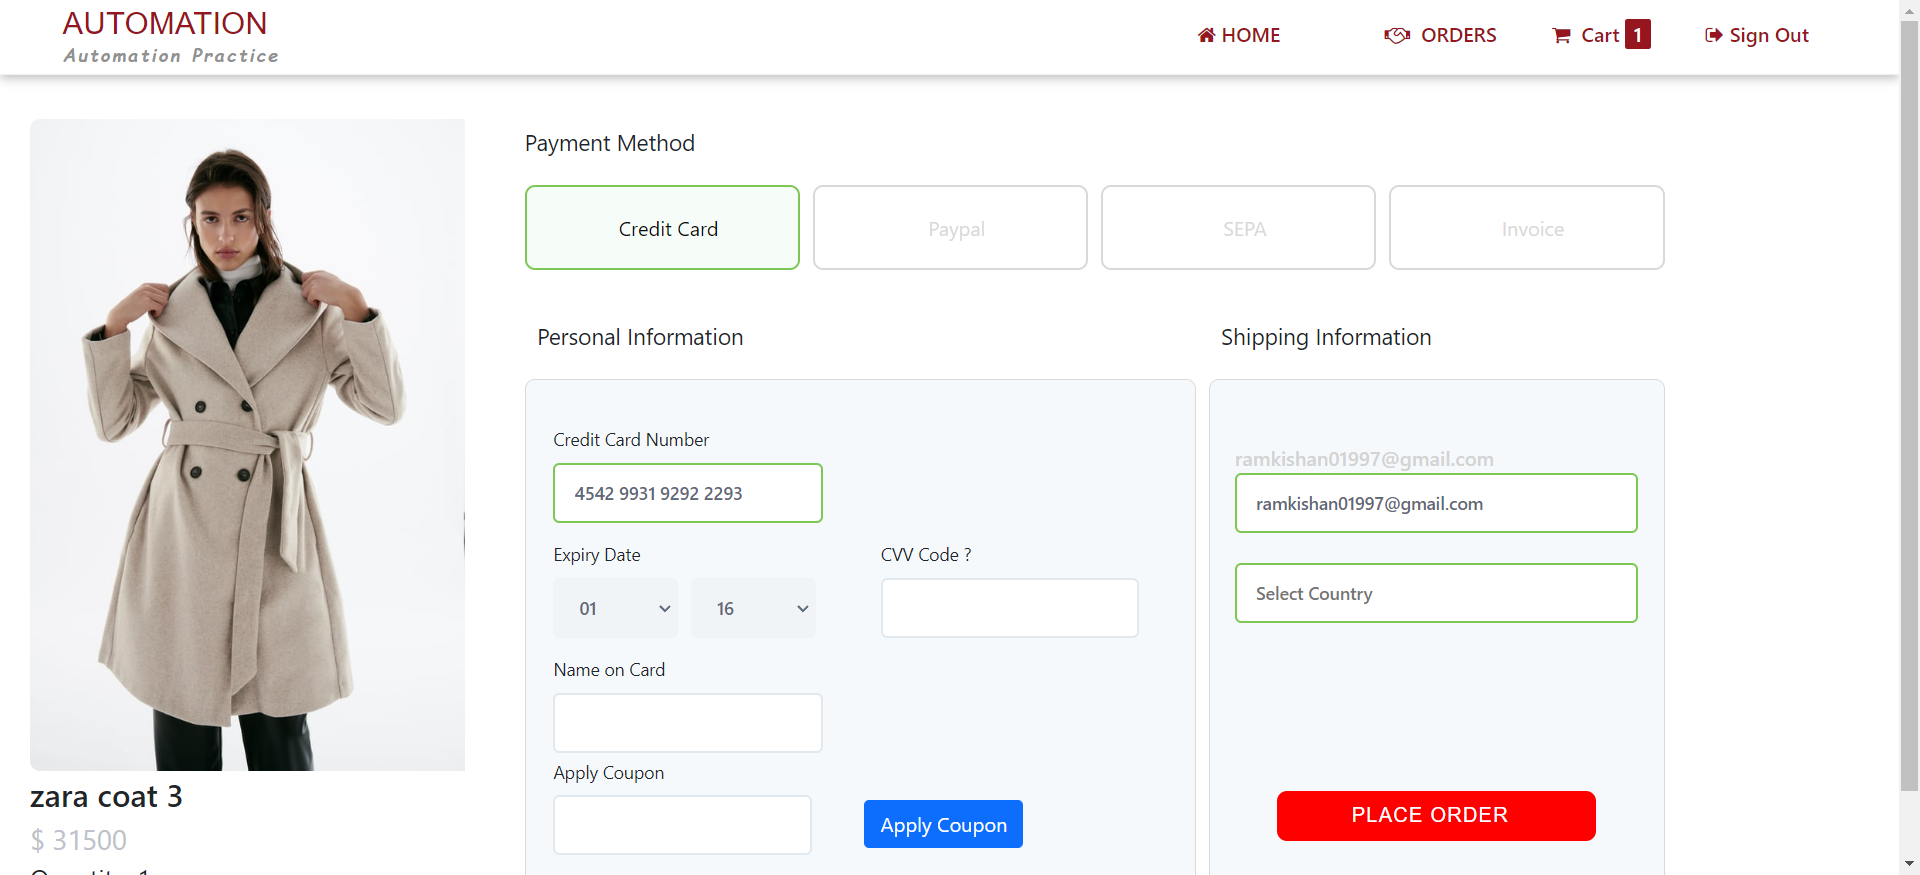 AUTOMATION
Automation Practice
HOME
ORDERS
Cart 1
Sign Out
Payment Method
Credit Card
Paypal
SEPA
Invoice
Personal Information
Shipping Information
Credit Card Number
4542 9931 9292 2293
Expiry Date
CVV Code ?
01
16
Name on Card
Apply Coupon
Apply Coupon
ramkishan01997@gmail.com
ramkishan01997@gmail.com
Select Country
PLACE ORDER
zara coat 3
$ 31500